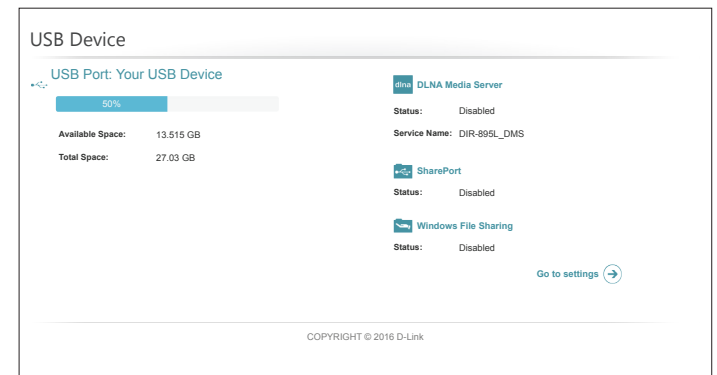 USB Device
USB Port: Your USB Device
50%
Available Space: 13.515 GB
Total Space: 27.03 GB
dlna DLNA Media Server
Status: Disabled
Service Name: DIR-895L_DMS
SharePort
Status: Disabled
Windows File Sharing
Status: Disabled
Go to settings
COPYRIGHT © 2016 D-Link